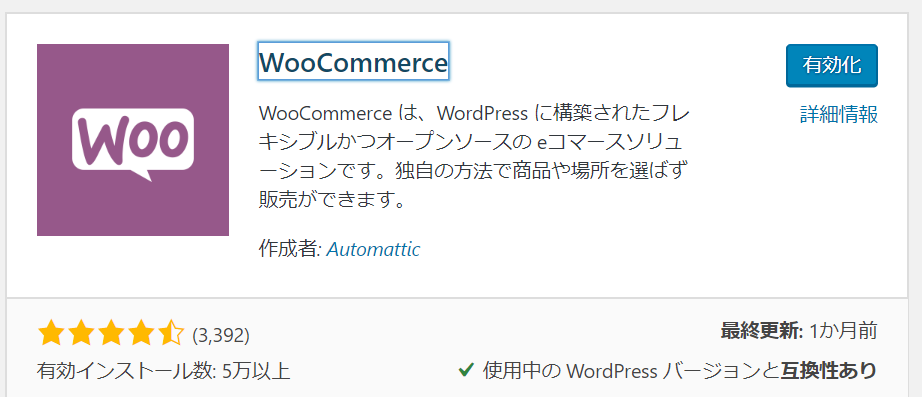 WOO
WooCommerce
有効化
詳細情報
WooCommerce は、WordPress に構築されたフレ
キシブルかつオープンソースの eコマースソリュ
ーションです。独自の方法で商品や場所を選ばず
販売ができます。
作成者: Automattic
(3,392)
最終更新: 1か月前
有効インストール数: 5万以上
使用中の WordPress バージョンと互換性あり